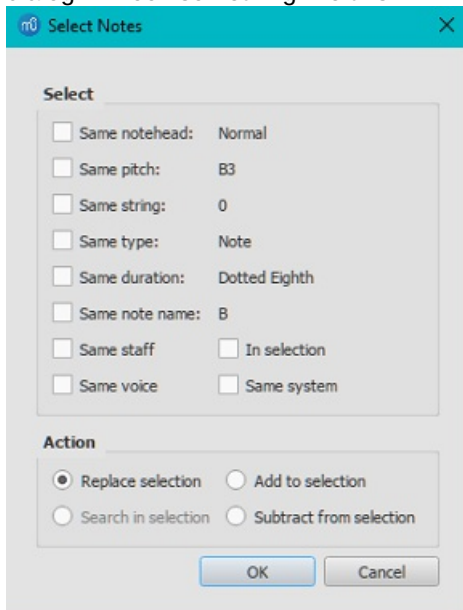 Select Notes
Select
Same notehead: Normal
Same pitch: B3
Same string: 0
Same type: Note
Same duration: Dotted Eighth
Same note name: B
Same staff In selection
Same voice Same system
Action
Replace selection Add to selection
Search in selection Subtract from selection
OK Cancel